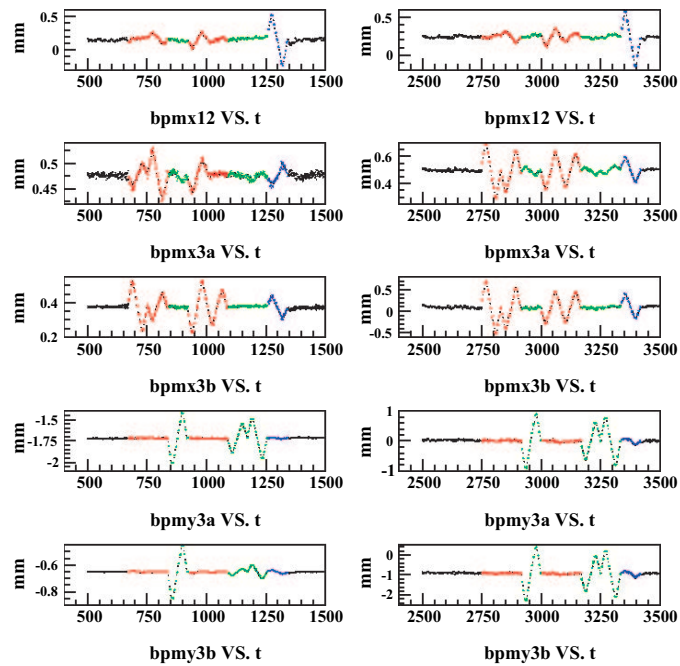 mm 0.5 0 500 750 1000 1250 1500
bpmx12 VS. t
mm 0.5 0 2500 2750 3000 3250 3500
bpmx12 VS. t
mm 0.5 0.45 500 750 1000 1250 1500
bpmx3a VS. t
mm 0.6 0.4 2500 2750 3000 3250 3500
bpmx3a VS. t
mm 0.4 0.2 500 750 1000 1250 1500
bpmx3b VS. t
mm 0.5 0 -0.5 2500 2750 3000 3250 3500
bpmx3b VS. t
mm -1.5 -1.75 -2 500 750 1000 1250 1500
bpmy3a VS. t
mm 1 0 -1 2500 2750 3000 3250 3500
bpmy3a VS. t
mm -0.6 -0.8 500 750 1000 1250 1500
bpmy3b VS. t
mm 0 -1 -2 2500 2750 3000 3250 3500
bpmy3b VS. t